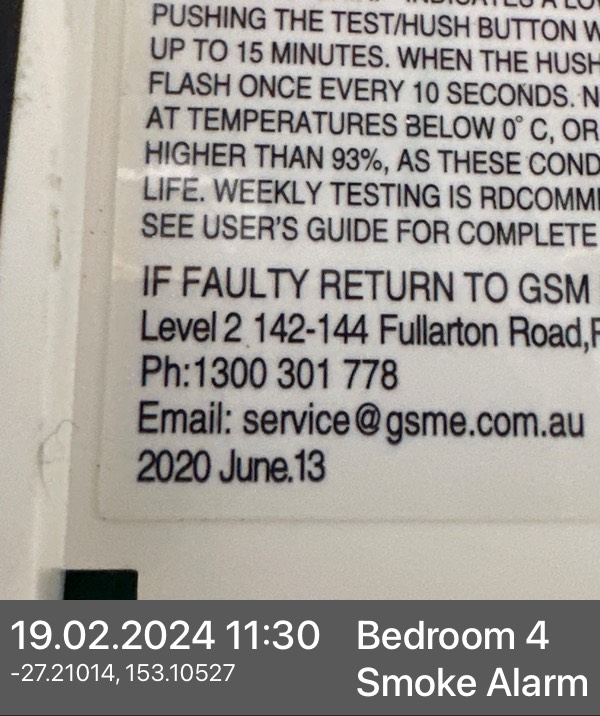 PUSHING THE TEST/HUSH BUTTON
UP TO 15 MINUTES. WHEN THE HUSH
FLASH ONCE EVERY 10 SECONDS.
AT TEMPERATURES BELOW 0° C, OR
HIGHER THAN 93%, AS THESE
LIFE. WEEKLY TESTING IS
SEE USER'S GUIDE FOR COMPLETE
IF FAULTY RETURN TO GSM
Level 2 142-144 Fullarton Road,
Ph:1300 301 778
Email: service@gsme.com.au
2020 June.13
19.02.2024 11:30
-27.21014, 153.10527
Bedroom 4
Smoke Alarm